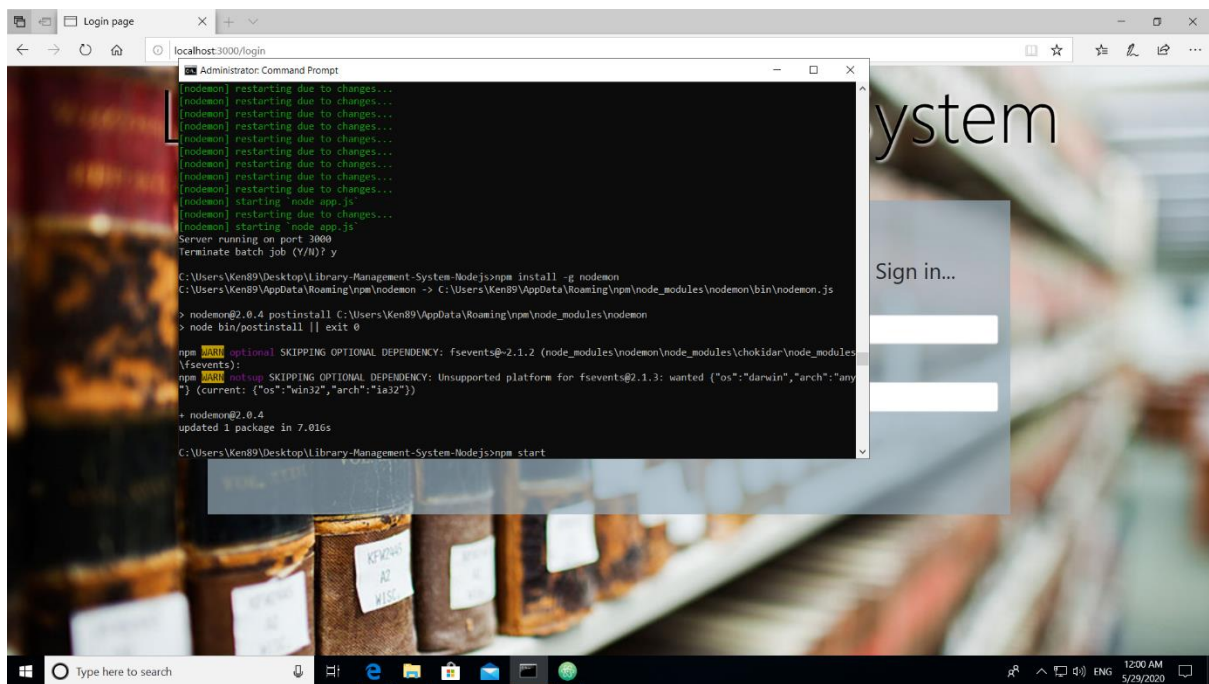 Login page
localhost:3000/login
Administrator: Command Prompt
L
ystem
[nodemon] restarting due to changes...
[nodemon] restarting due to changes...
[nodemon] restarting due to changes...
[nodemon] restarting due to changes...
[nodemon] restarting due to changes...
[nodemon] restarting due to changes...
[nodemon] restarting due to changes...
[nodemon] restarting due to changes...
[nodemon] restarting due to changes...
[nodemon] starting `node app.js`
[nodemon] restarting due to changes...
[nodemon] starting `node app.js`
Server running on port 3000
Terminate batch job (Y/N)? y
C:\Users\Ken89\Desktop\Library-Management-System-Nodejs>npm install -g nodemon
C:\Users\Ken89\AppData\Roaming\npm\nodemon -> C:\Users\Ken89\AppData\Roaming\npm\node_modules\nodemon\bin\nodemon.js
> nodemon@2.0.4 postinstall C:\Users\Ken89\AppData\Roaming\npm\node_modules\nodemon
> node bin/postinstall || exit 0
npm WARN optional SKIPPING OPTIONAL DEPENDENCY: fsevents@~2.1.2 (node_modules\nodemon\node_modules\chokidar\node_modules
\fsevents):
npm WARN notsup SKIPPING OPTIONAL DEPENDENCY: Unsupported platform for fsevents@2.1.3: wanted {"os":"darwin","arch":"any
"} (current: {"os":"win32","arch":"ia32"})
+ nodemon@2.0.4
updated 1 package in 7.016s
C:\Users\Ken89\Desktop\Library-Management-System-Nodejs>npm start
Sign in...
A2
WISC.
Type here to search
ENG
12:00 AM
5/29/2020